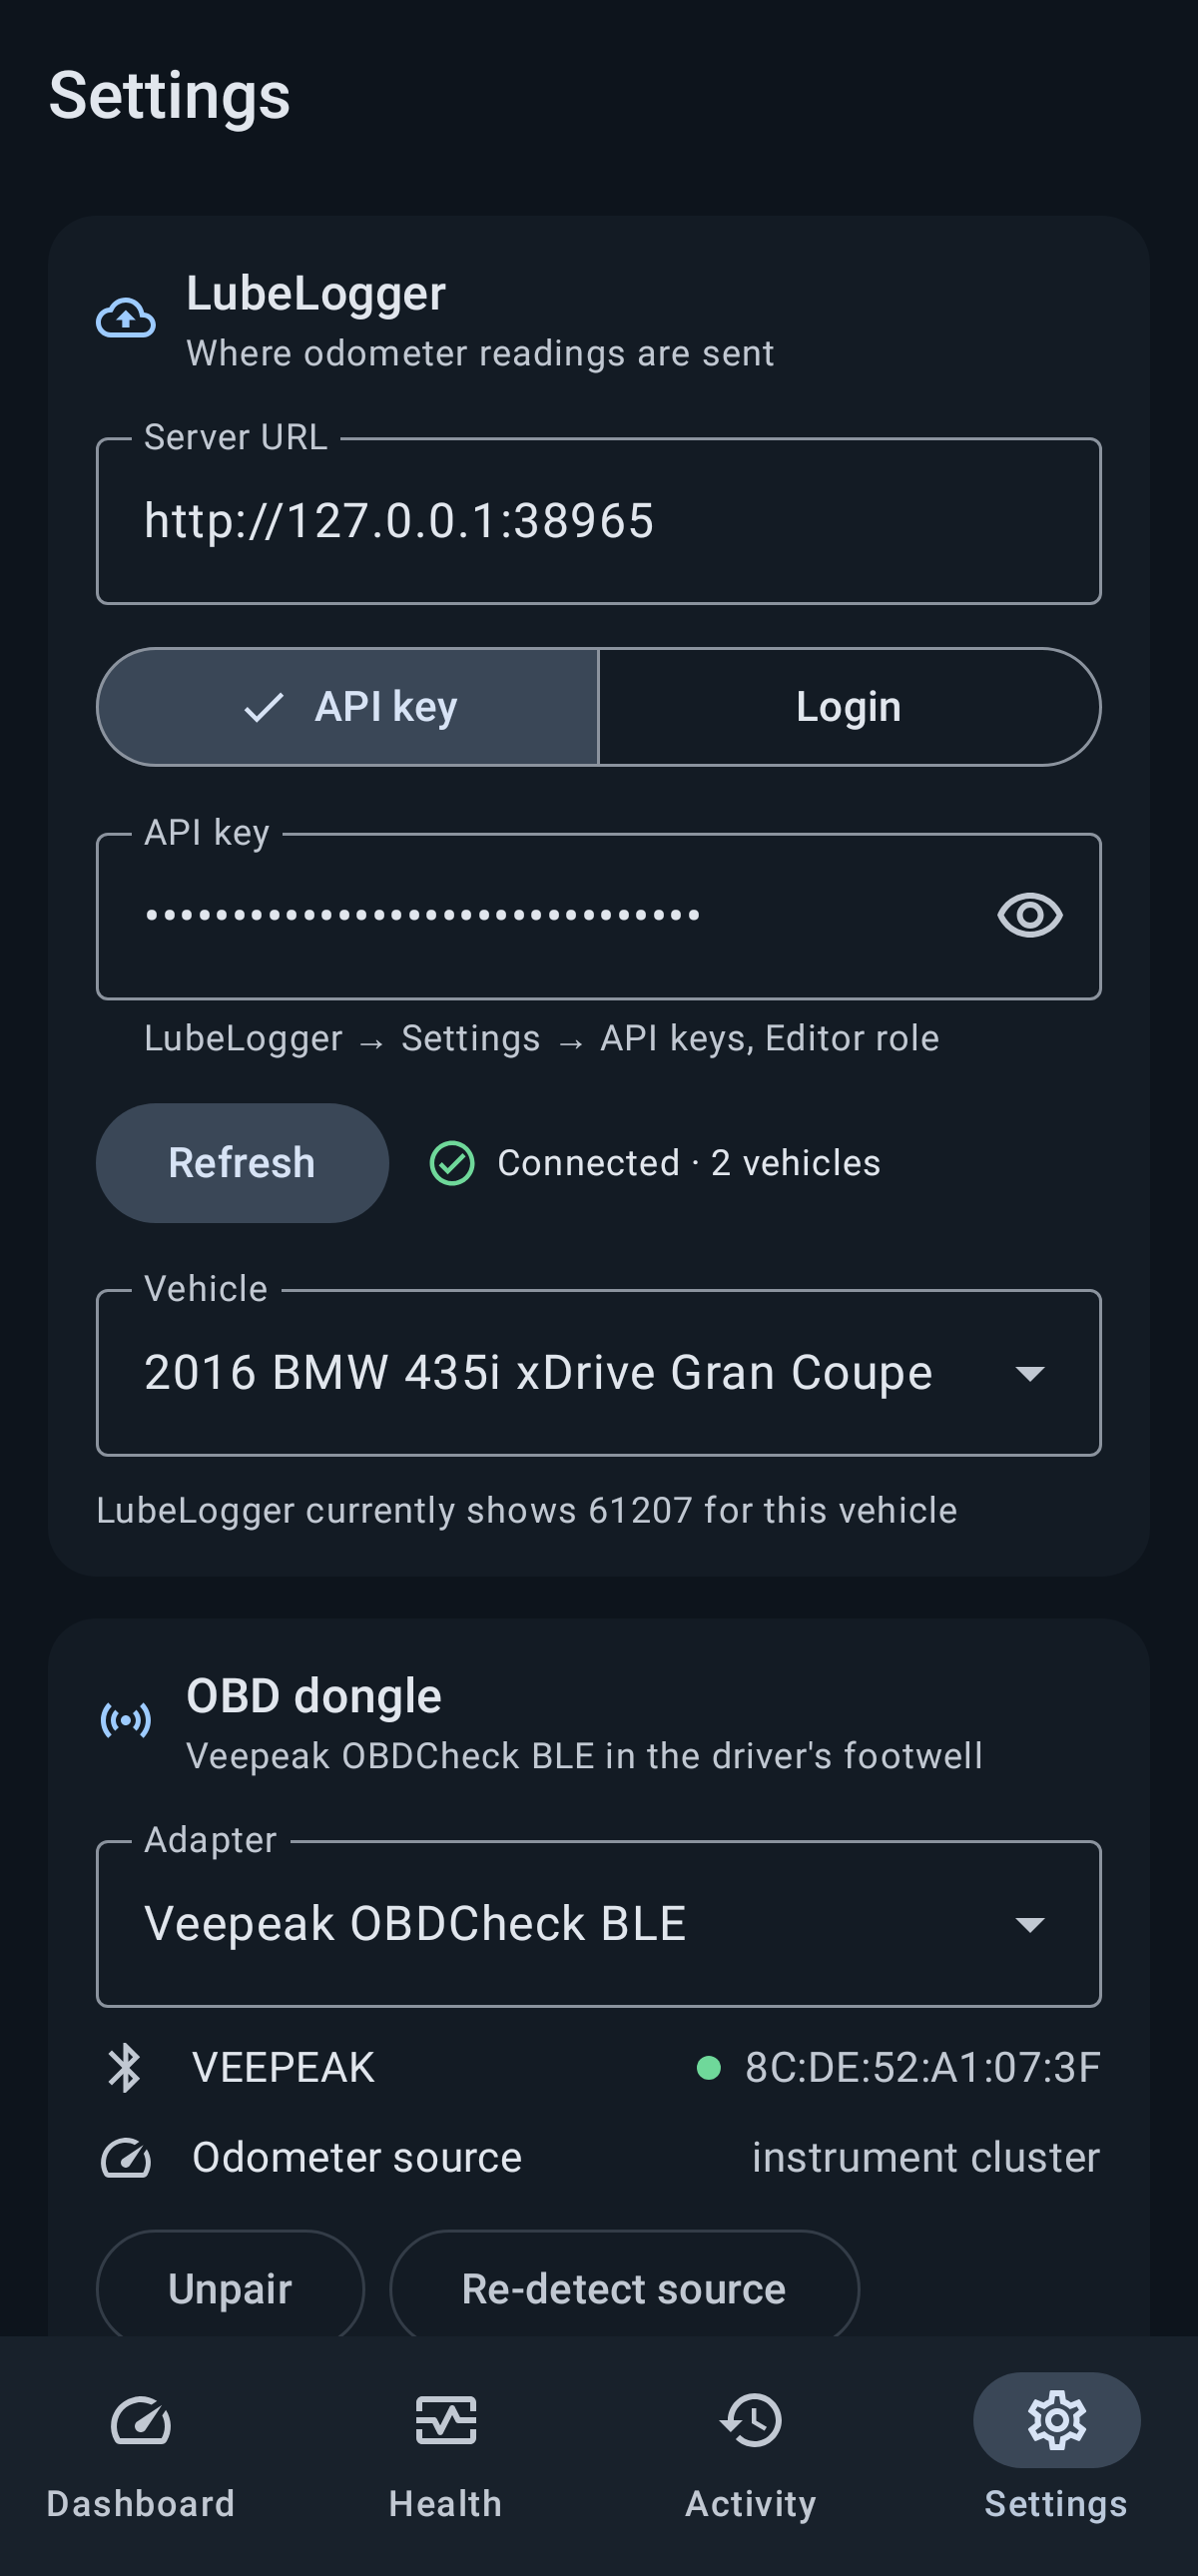 Settings
LubeLogger
Where odometer readings are sent
Server URL
http://127.0.0.1:38965
API key
Login
API key
••••••••••••••••••••••••••••••••
LubeLogger → Settings → API keys, Editor role
Refresh
Connected · 2 vehicles
Vehicle
2016 BMW 435i xDrive Gran Coupe
LubeLogger currently shows 61207 for this vehicle
OBD dongle
Veepeak OBDCheck BLE in the driver's footwell
Adapter
Veepeak OBDCheck BLE
VEEPEAK
8C:DE:52:A1:07:3F
Odometer source
instrument cluster
Unpair
Re-detect source
Dashboard
Health
Activity
Settings